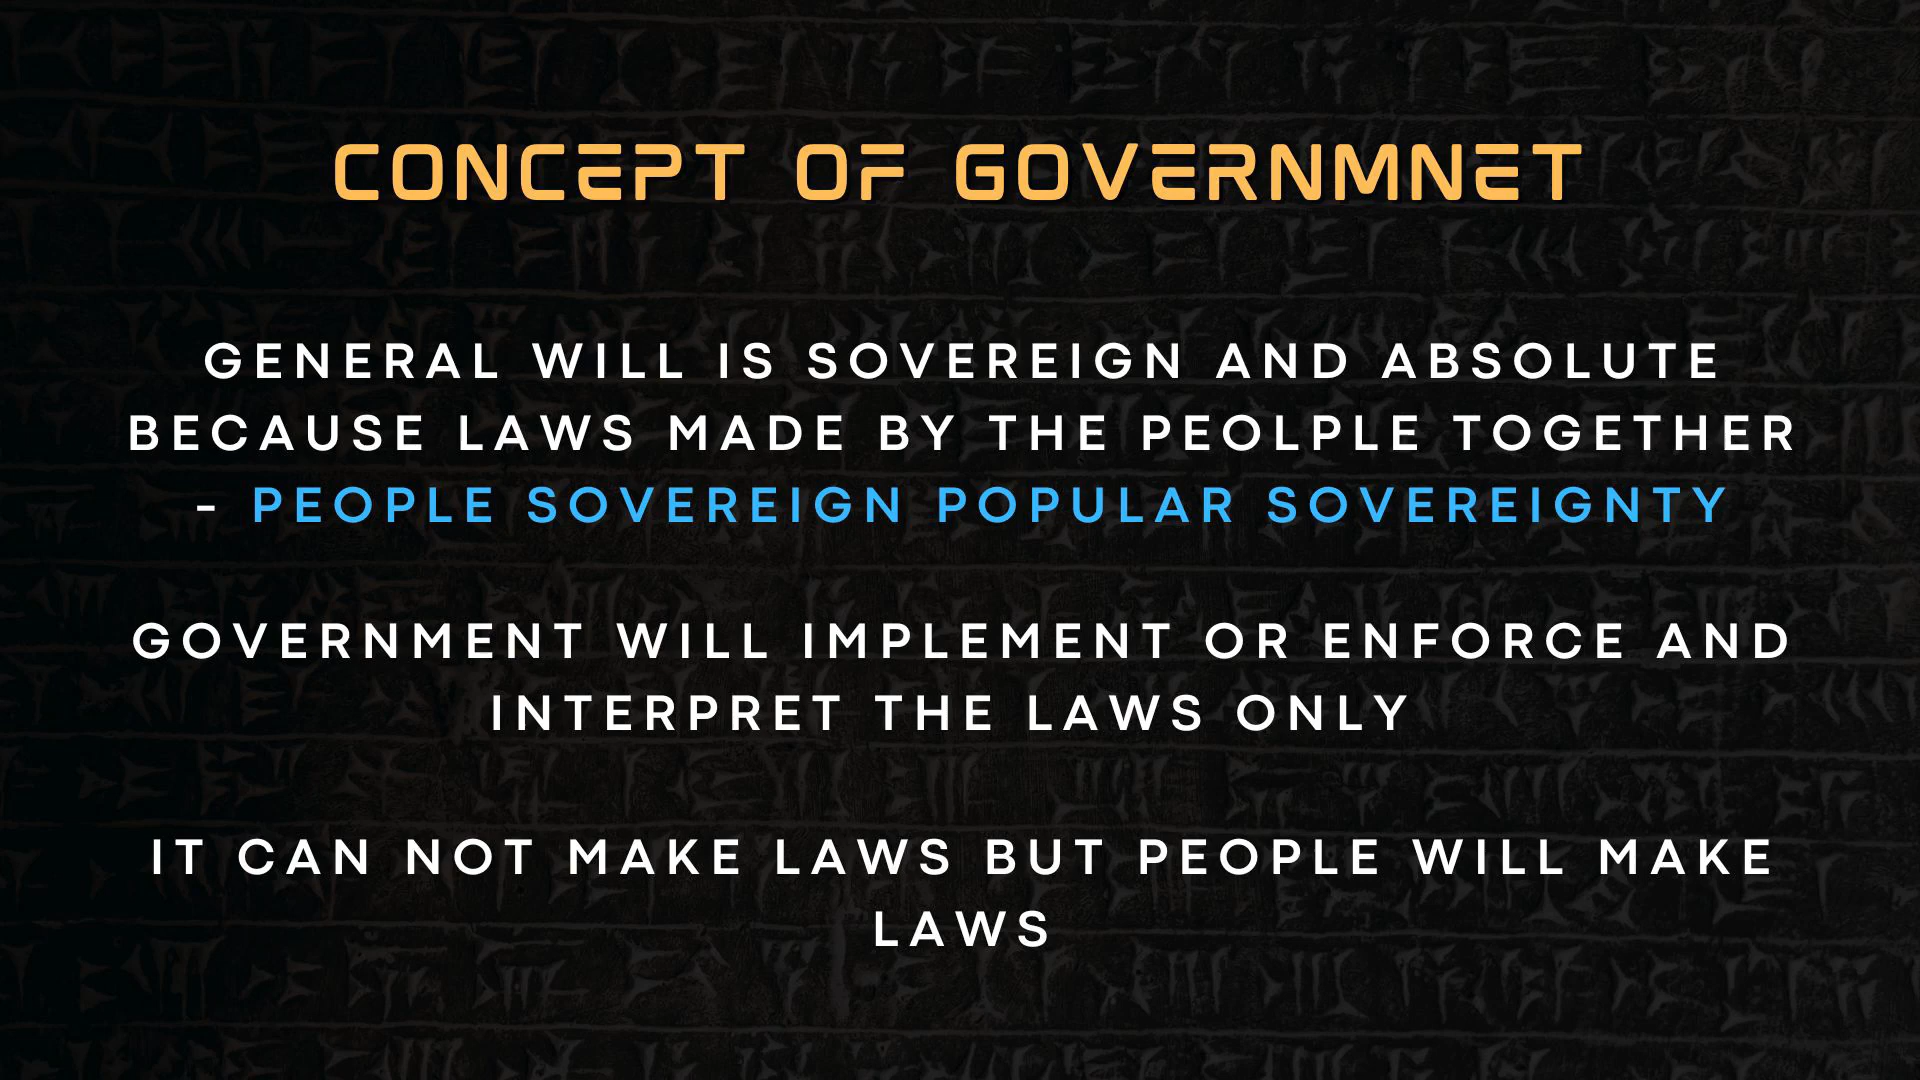 CONCEPT OF GOVERNMNET
GENERAL WILL IS SOVEREIGN AND ABSOLUTE
BECAUSE LAWS MADE BY THE PEOLPLE TOGETHER
- PEOPLE SOVEREIGN POPULAR SOVEREIGNTY
GOVERNMENT WILL IMPLEMENT OR ENFORCE AND
INTERPRET THE LAWS ONLY
IT CAN NOT MAKE LAWS BUT PEOPLE WILL MAKE
LAWS